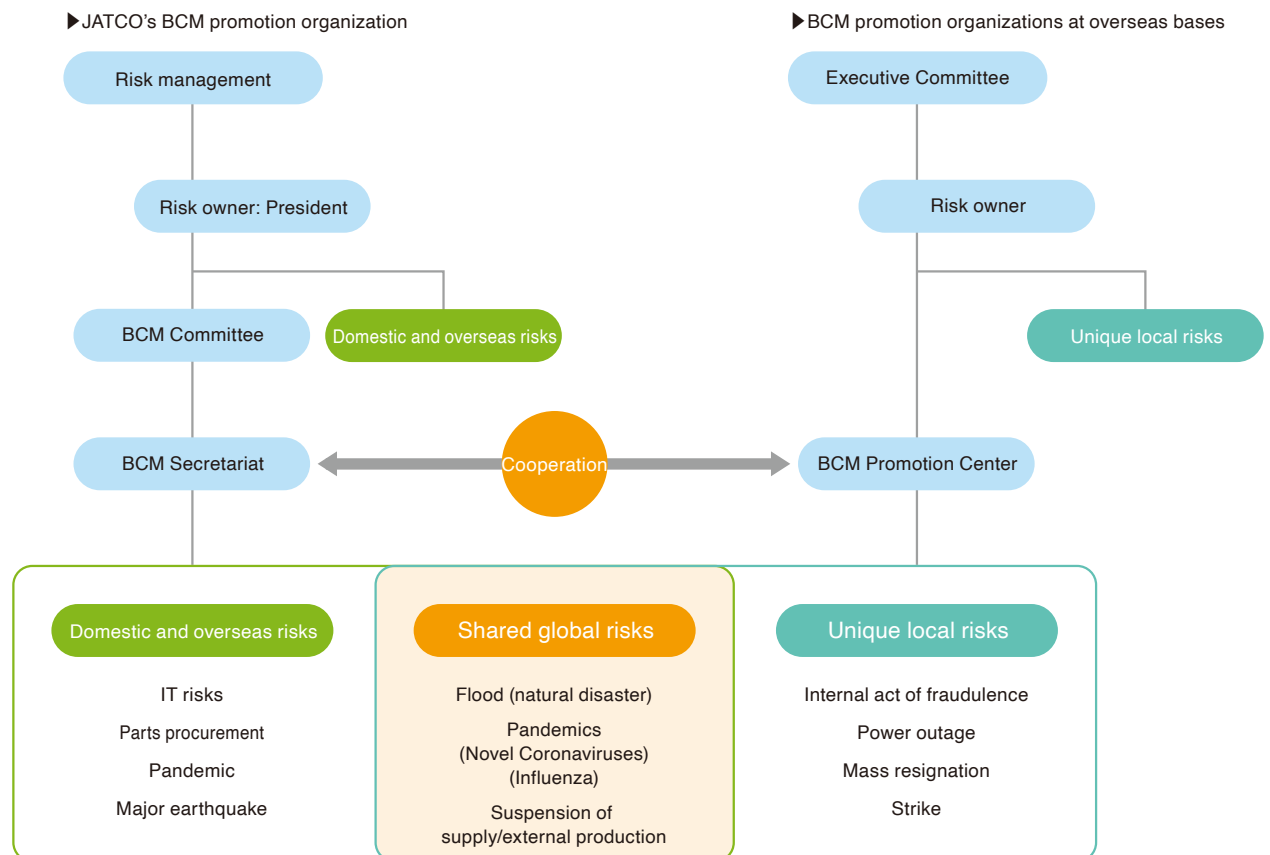 ▶JATCO's BCM promotion organization
Risk management
Risk owner: President
BCM Committee
Domestic and overseas risks
BCM Secretariat
Cooperation
▶BCM promotion organizations at overseas bases
Executive Committee
Risk owner
Unique local risks
BCM Promotion Center
Domestic and overseas risks
IT risks
Parts procurement
Pandemic
Major earthquake
Shared global risks
Flood (natural disaster)
Pandemics
(Novel Coronaviruses)
(Influenza)
Suspension of
supply/external production
Unique local risks
Internal act of fraudulence
Power outage
Mass resignation
Strike